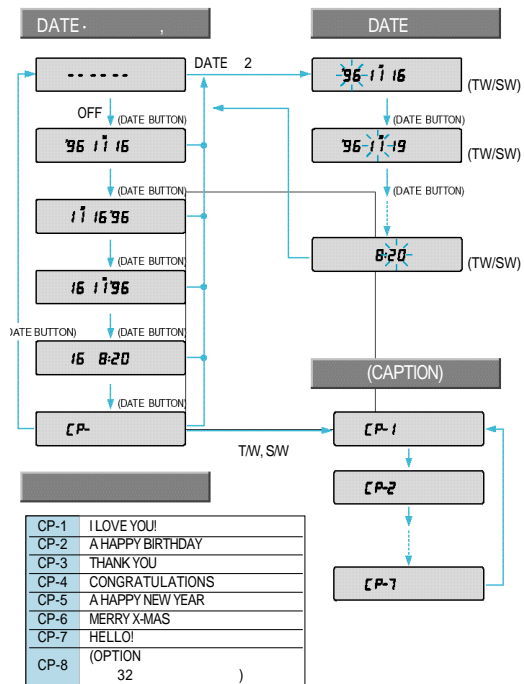 DATE· ,
DATE
DATE 2
- - - - - -
OFF
(DATE BUTTON)
'96 11 16
(DATE BUTTON)
11 16'96
(DATE BUTTON)
16 11'96
(DATE BUTTON)
DATE BUTTON)
16 8:20
(DATE BUTTON)
CP-
T/W, S/W
'96 11 16
(TW/SW)
(DATE BUTTON)
'96 11 19
(TW/SW)
(DATE BUTTON)
8:20
(TW/SW)
(CAPTION)
CP-1
CP-2
CP-7
CP-1 I LOVE YOU!
CP-2 A HAPPY BIRTHDAY
CP-3 THANK YOU
CP-4 CONGRATULATIONS
CP-5 A HAPPY NEW YEAR
CP-6 MERRY X-MAS
CP-7 HELLO!
CP-8 (OPTION
32 )